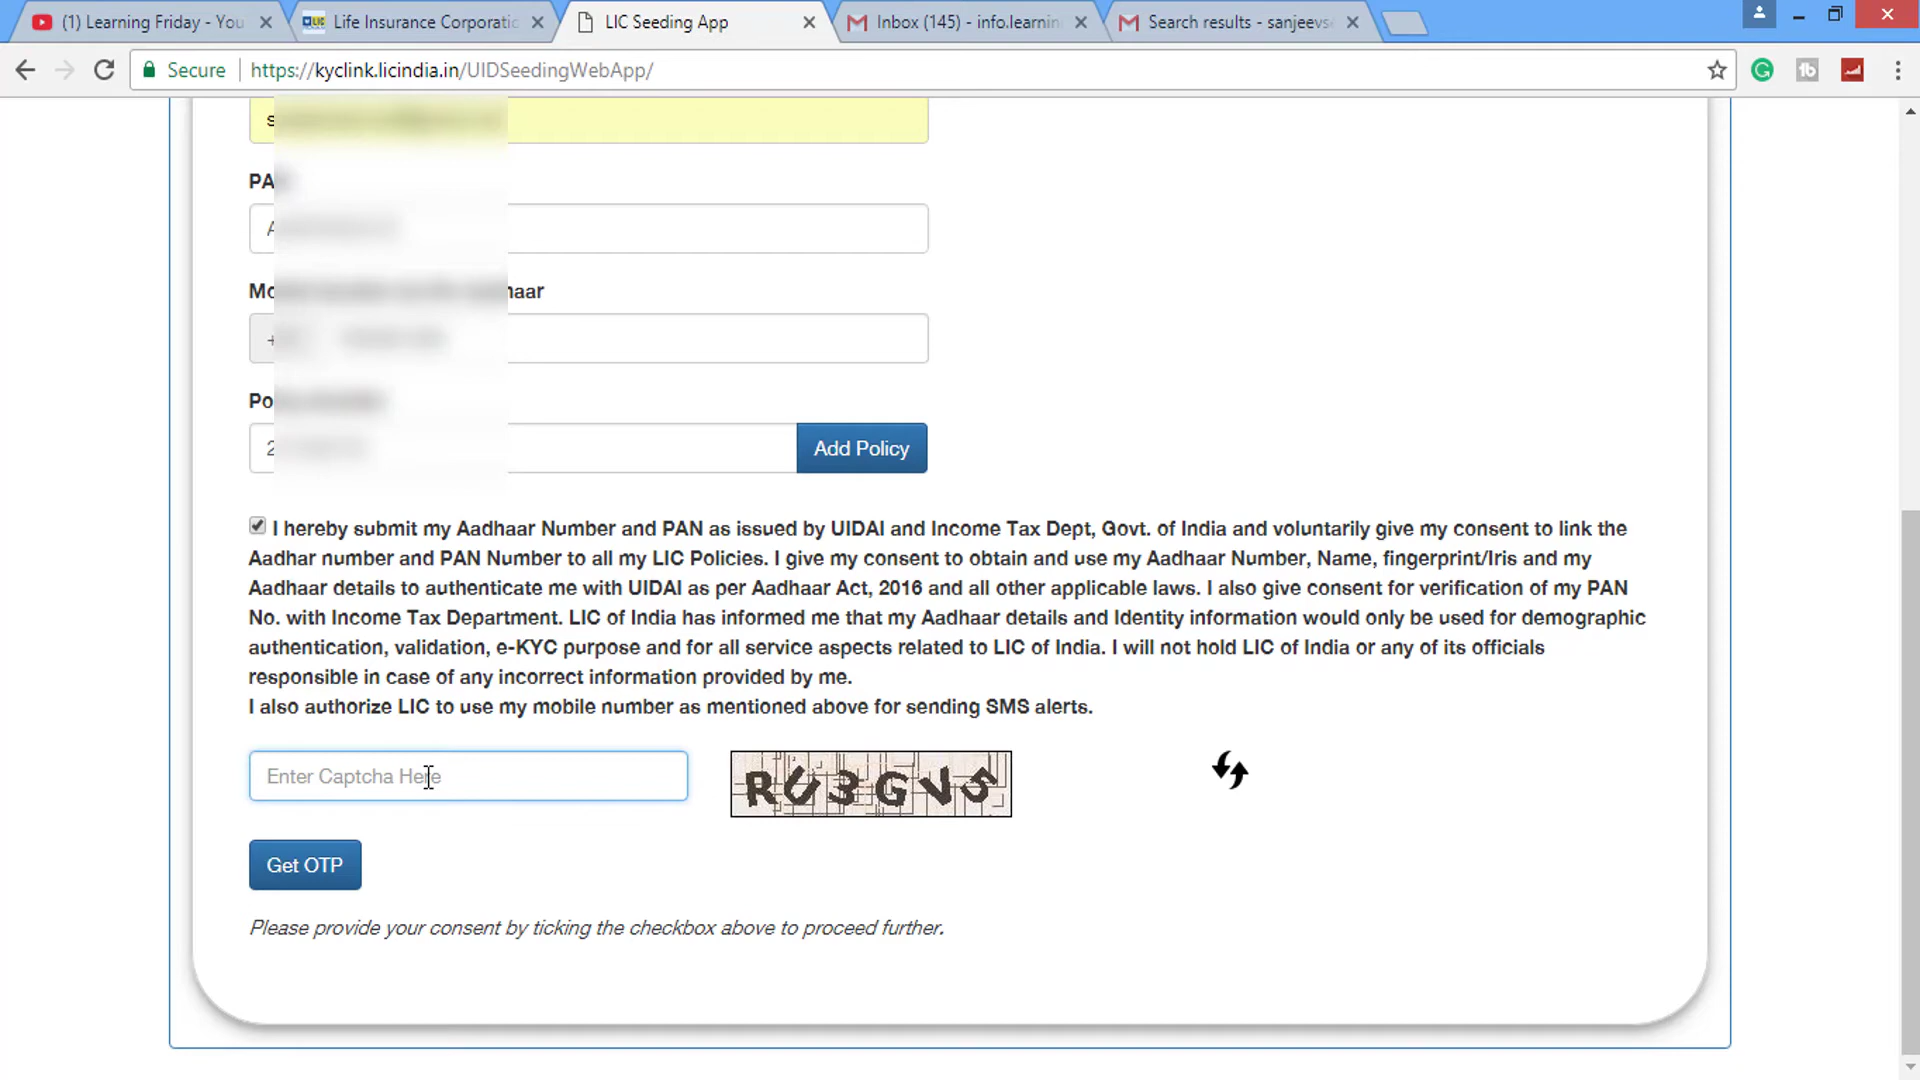 (1) Learning Friday - You
Life Insurance Corporatic
LIC Seeding App
Inbox (145) - info.learnin
Search results - sanjeevs
Secure
https://kyclink.licindia.in/UIDSeedingWebApp/
Add Policy
I hereby submit my Aadhaar Number and PAN as issued by UIDAI and Income Tax Dept, Govt. of India and voluntarily give my consent to link the
Aadhar number and PAN Number to all my LIC Policies. I give my consent to obtain and use my Aadhaar Number, Name, fingerprint/Iris and my
Aadhaar details to authenticate me with UIDAI as per Aadhaar Act, 2016 and all other applicable laws. I also give consent for verification of my PAN
No. with Income Tax Department. LIC of India has informed me that my Aadhaar details and Identity information would only be used for demographic
authentication, validation, e-KYC purpose and for all service aspects related to LIC of India. I will not hold LIC of India or any of its officials
responsible in case of any incorrect information provided by me.
I also authorize LIC to use my mobile number as mentioned above for sending SMS alerts.
Enter Captcha Here
RU3GV5
Get OTP
Please provide your consent by ticking the checkbox above to proceed further.